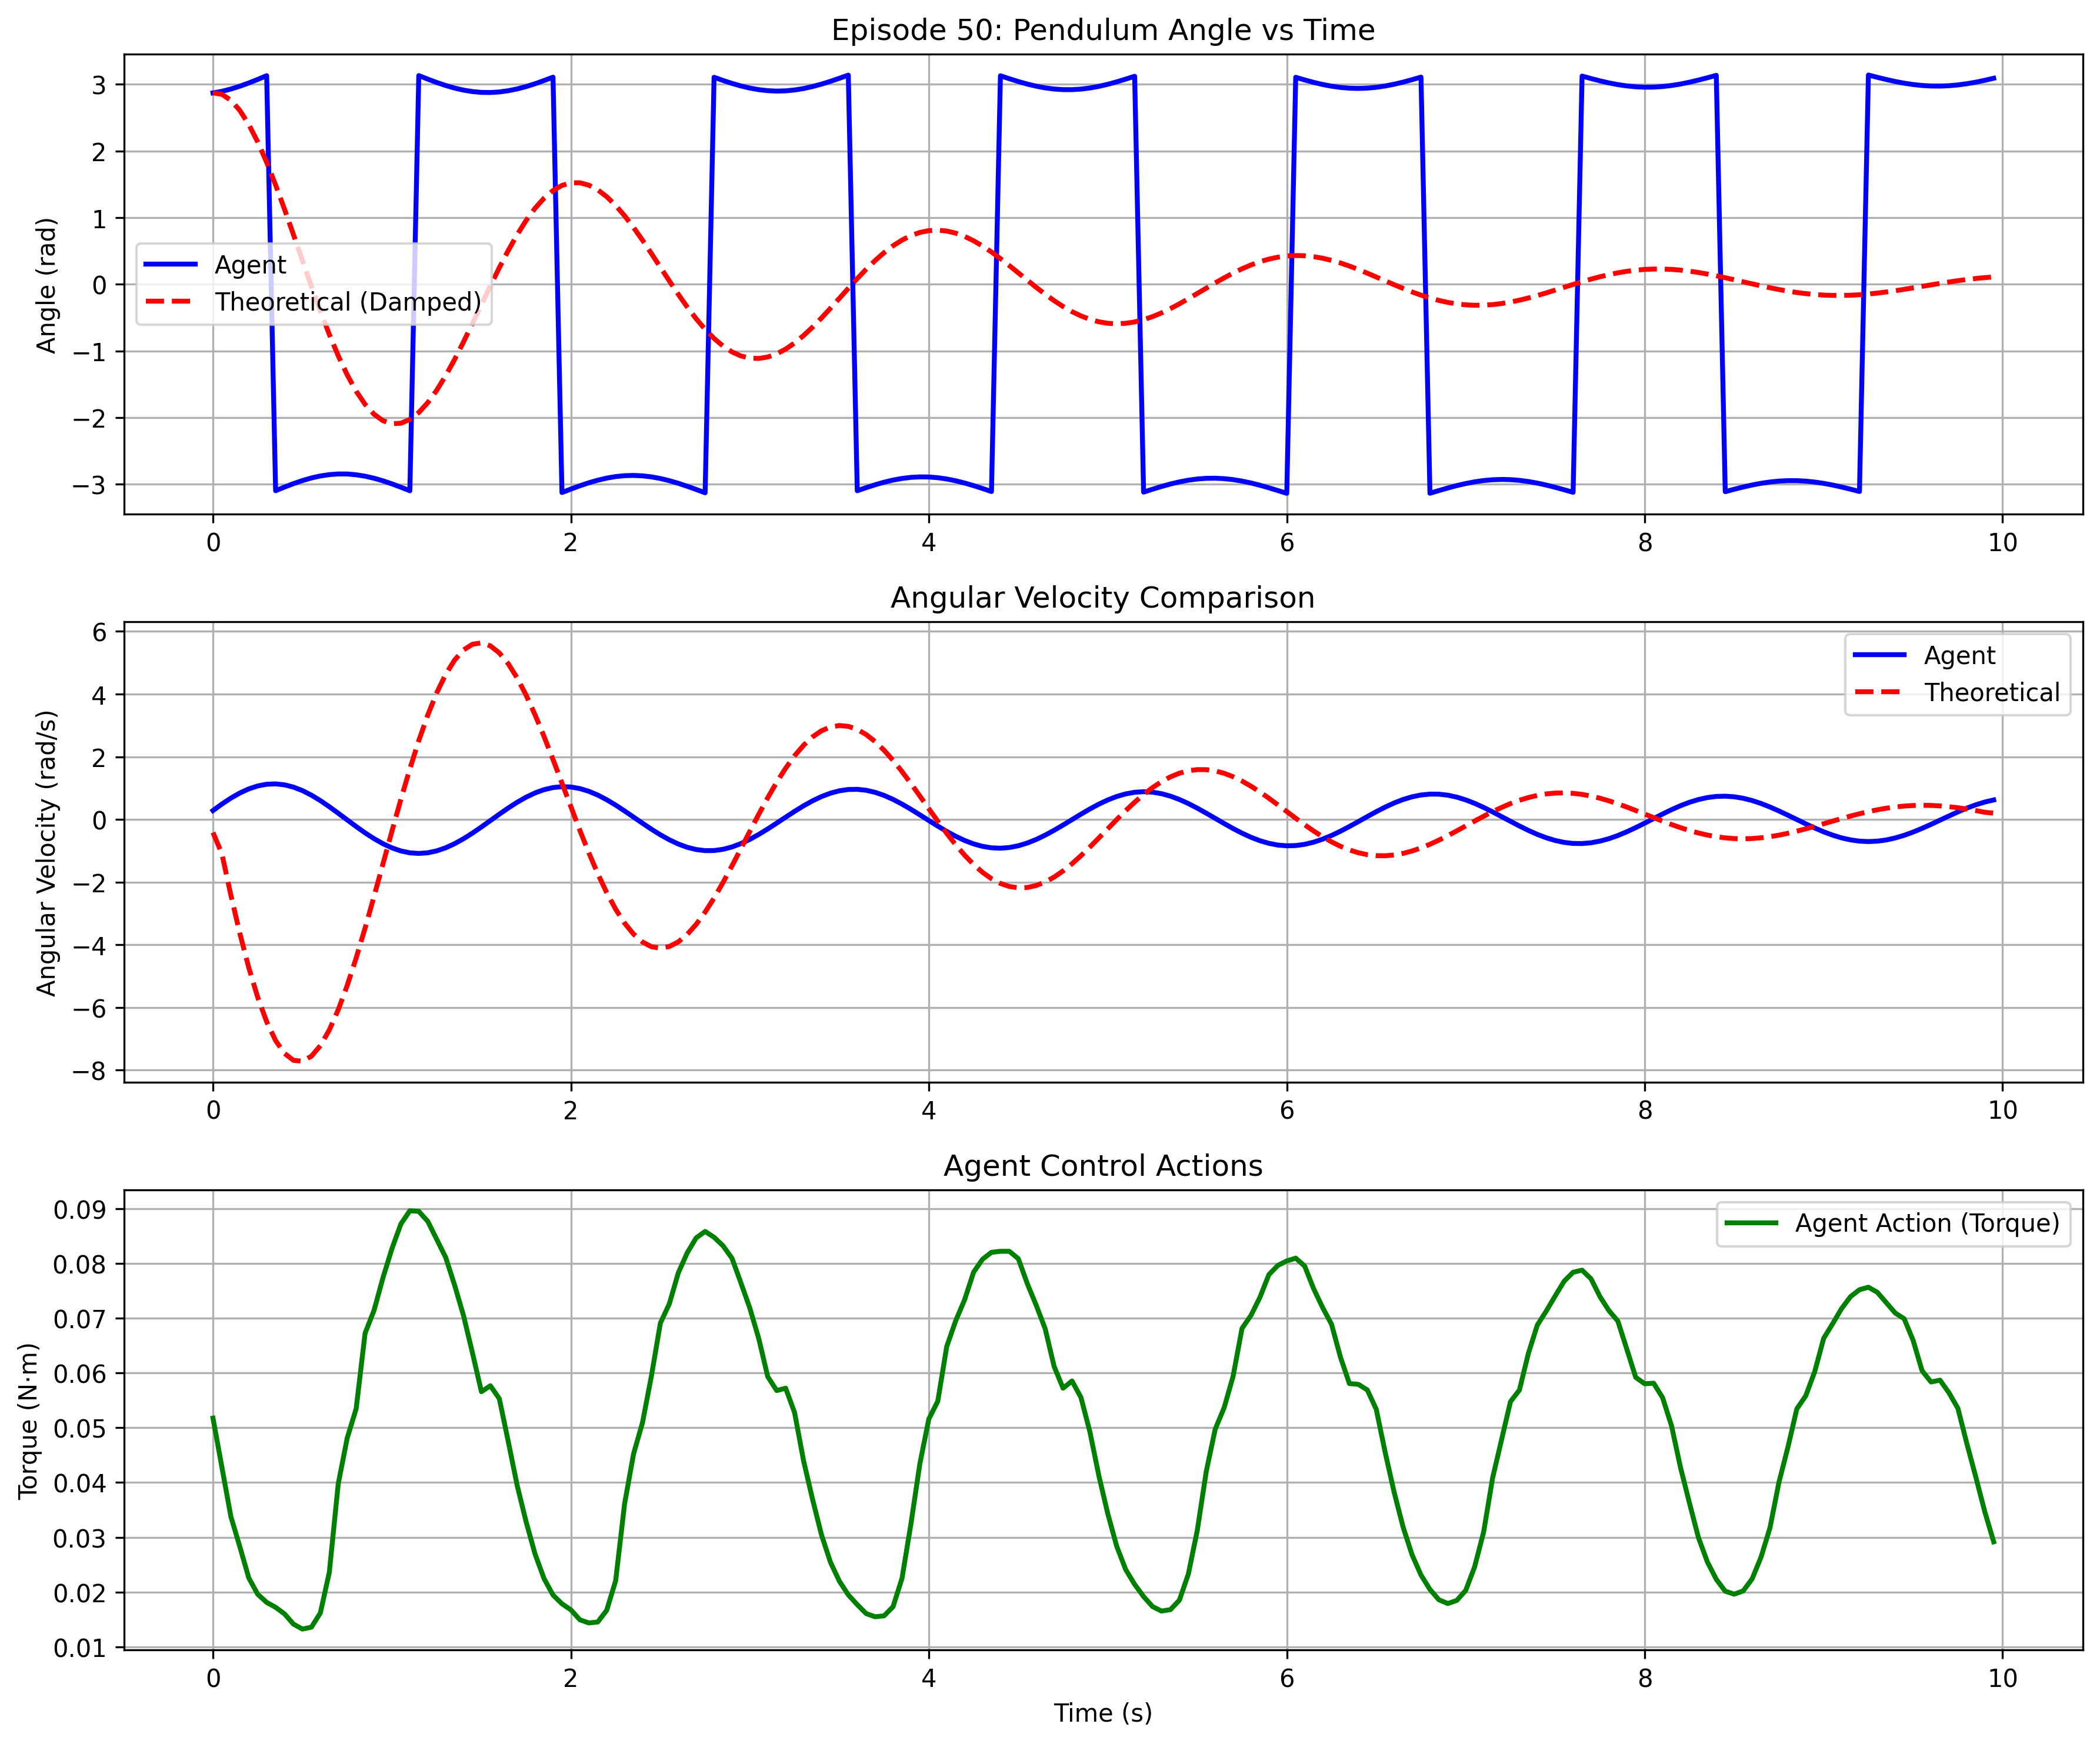 Episode 50: Pendulum Angle vs Time
Angle (rad)
3
2
1
0
−1
−2
−3
Agent
Theoretical (Damped)
0 2 4 6 8 10
Angular Velocity Comparison
Angular Velocity (rad/s)
6
4
2
0
−2
−4
−6
−8
Agent
Theoretical
0 2 4 6 8 10
Agent Control Actions
Torque (N·m)
0.09
0.08
0.07
0.06
0.05
0.04
0.03
0.02
0.01
Agent Action (Torque)
0 2 4 6 8 10
Time (s)